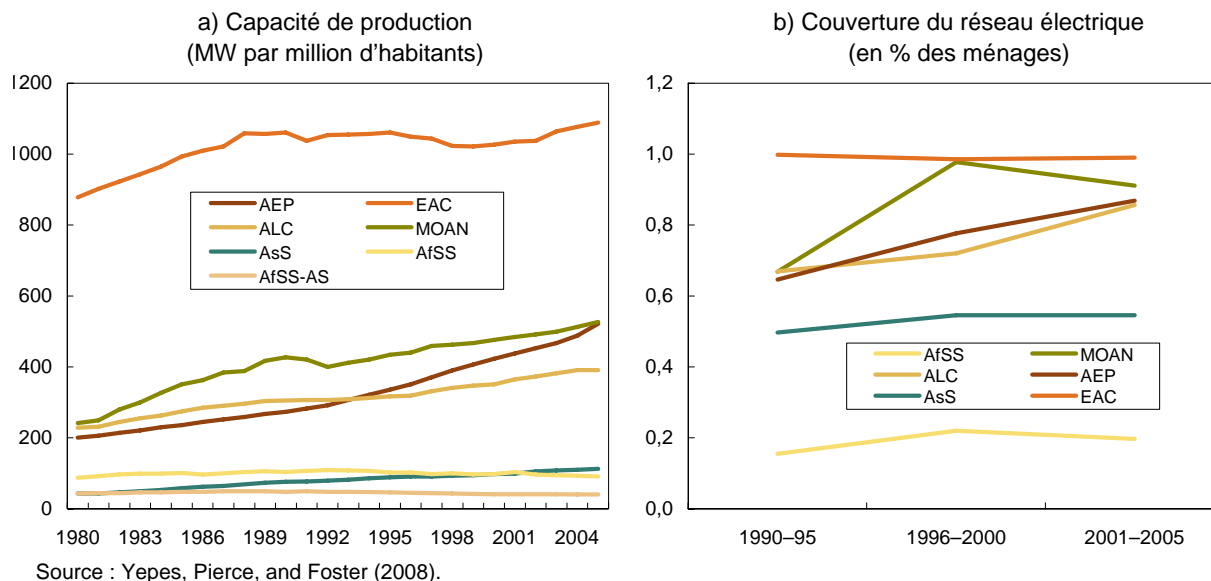 a) Capacité de production
(MW par million d'habitants)
1200
1000
800
600
400
200
0
AEP
EAC
ALC
MOAN
AsS
AfSS
AfSS-AS
1980
1983
1986
1989
1992
1995
1998
2001
2004
b) Couverture du réseau électrique
(en % des ménages)
1,2
1,0
0,8
0,6
0,4
0,2
0,0
AfSS
MOAN
ALC
AEP
AsS
EAC
1990–95
1996–2000
2001–2005
Source : Yepes, Pierce, and Foster (2008).